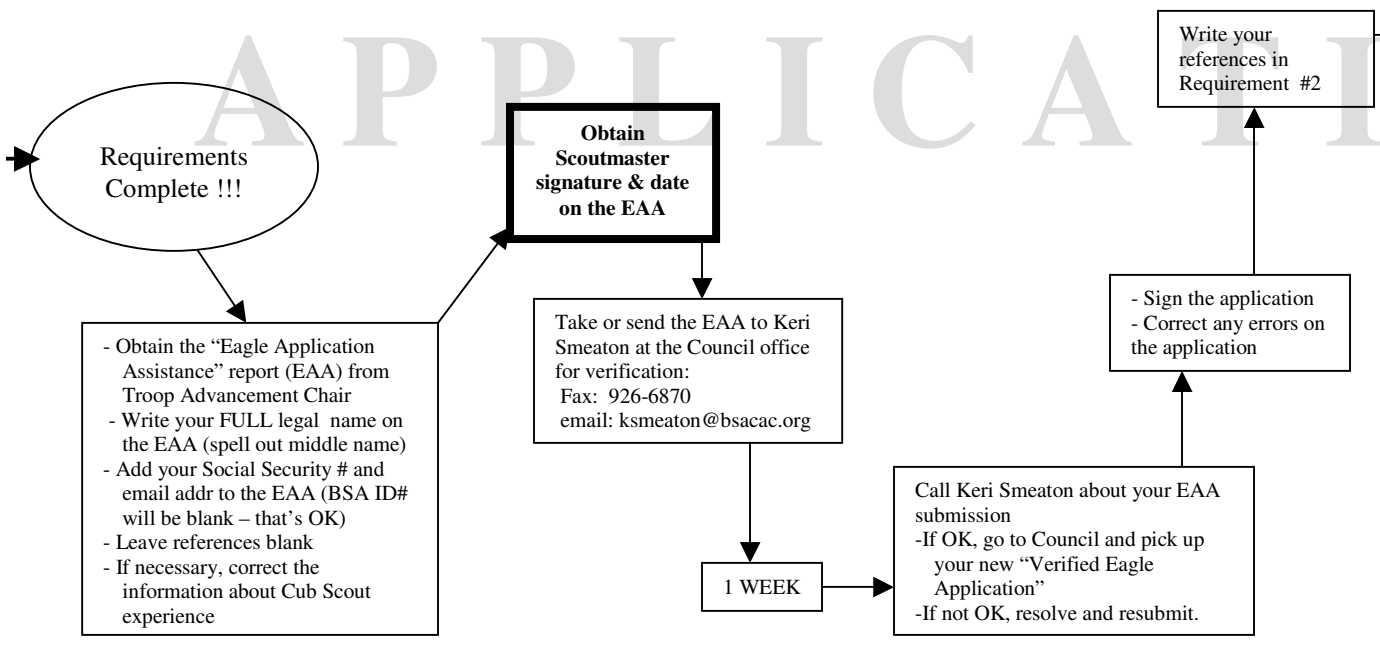 A P P L I C A T I
Requirements
Complete !!!
- Obtain the “Eagle Application
Assistance” report (EAA) from
Troop Advancement Chair
- Write your FULL legal name on
the EAA (spell out middle name)
- Add your Social Security # and
email addr to the EAA (BSA ID#
will be blank – that’s OK)
- Leave references blank
- If necessary, correct the
information about Cub Scout
experience
Obtain
Scoutmaster
signature & date
on the EAA
Take or send the EAA to Keri
Smeaton at the Council office
for verification:
Fax: 926-6870
email: ksmeaton@bsacac.org
1 WEEK
Call Keri Smeaton about your EAA
submission
-If OK, go to Council and pick up
your new “Verified Eagle
Application”
-If not OK, resolve and resubmit.
- Sign the application
- Correct any errors on
the application
Write your
references in
Requirement #2